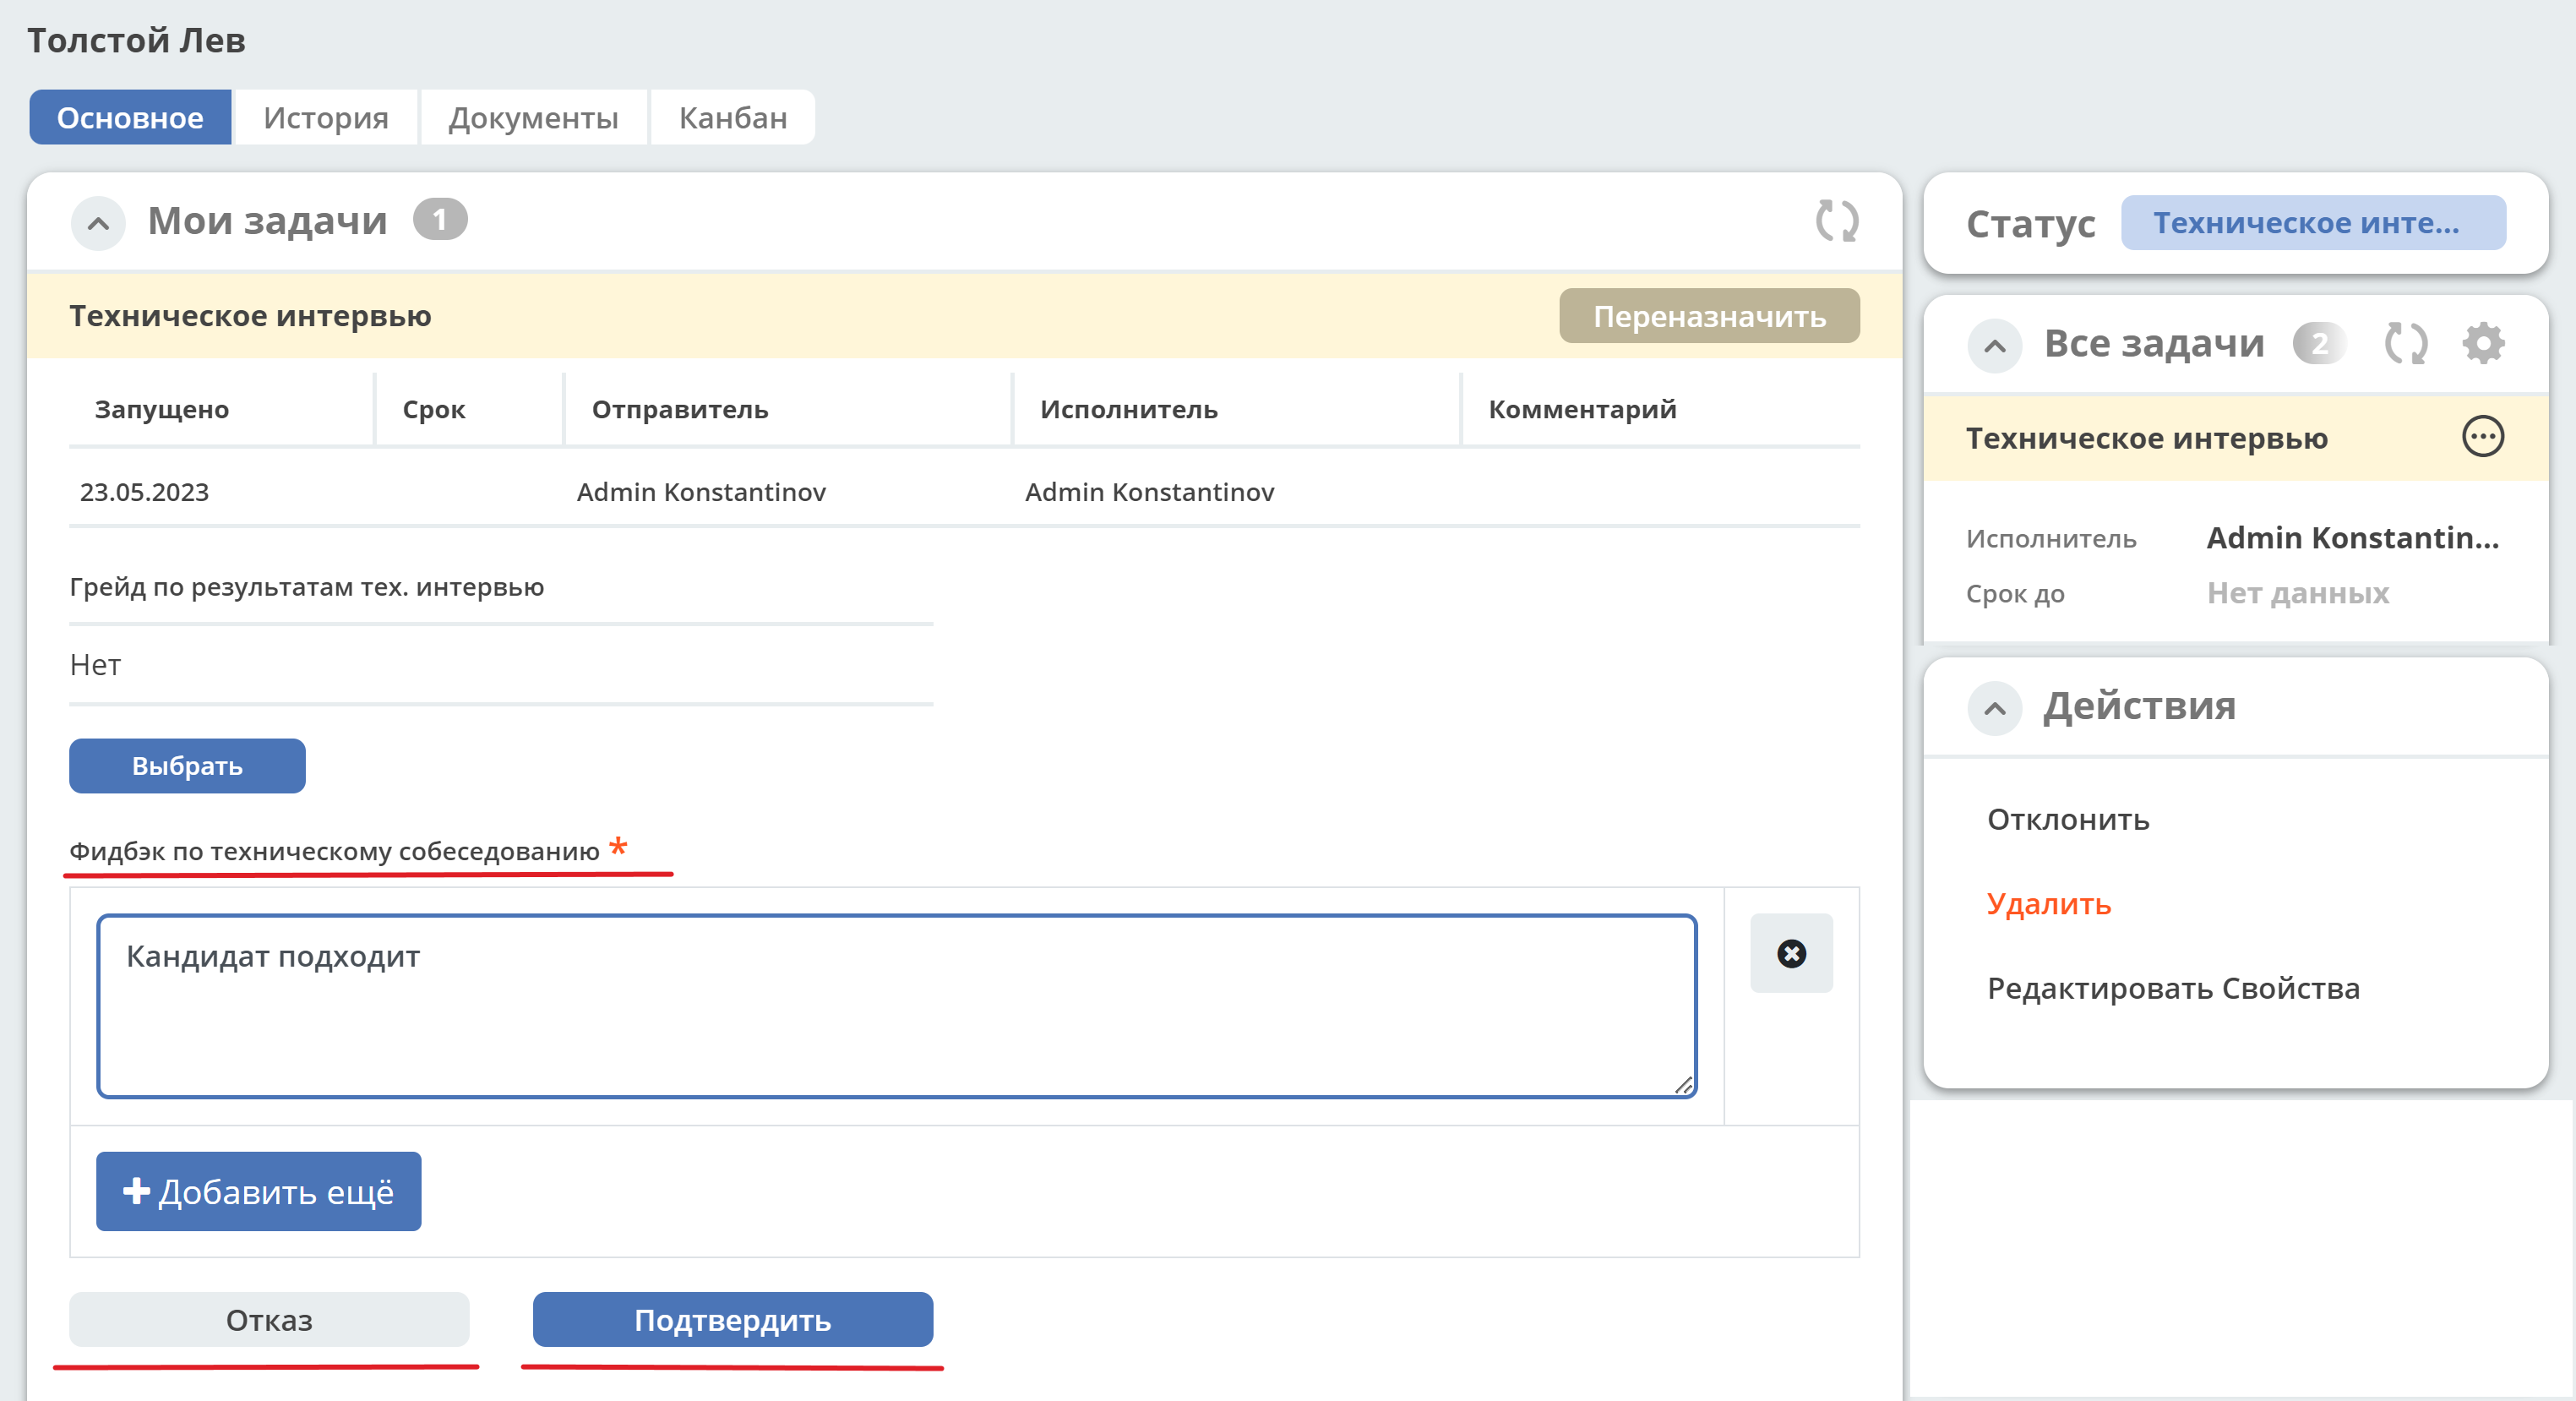 Толстой Лев
Основное История Документы Канбан
Мои задачи 1
Техническое интервью Переназначить
Запущено Срок Отправитель Исполнитель Комментарий
23.05.2023 Admin Konstantinov Admin Konstantinov
Грейд по результатам тех. интервью
Нет
Выбрать
Фидбэк по техническому собеседованию *
Кандидат подходит
Добавить ещё
Отказ Подтвердить
Статус Техническое инте...
Все задачи 2
Техническое интервью
Исполнитель Admin Konstantin...
Срок до Нет данных
Действия
Отклонить
Удалить
Редактировать Свойства